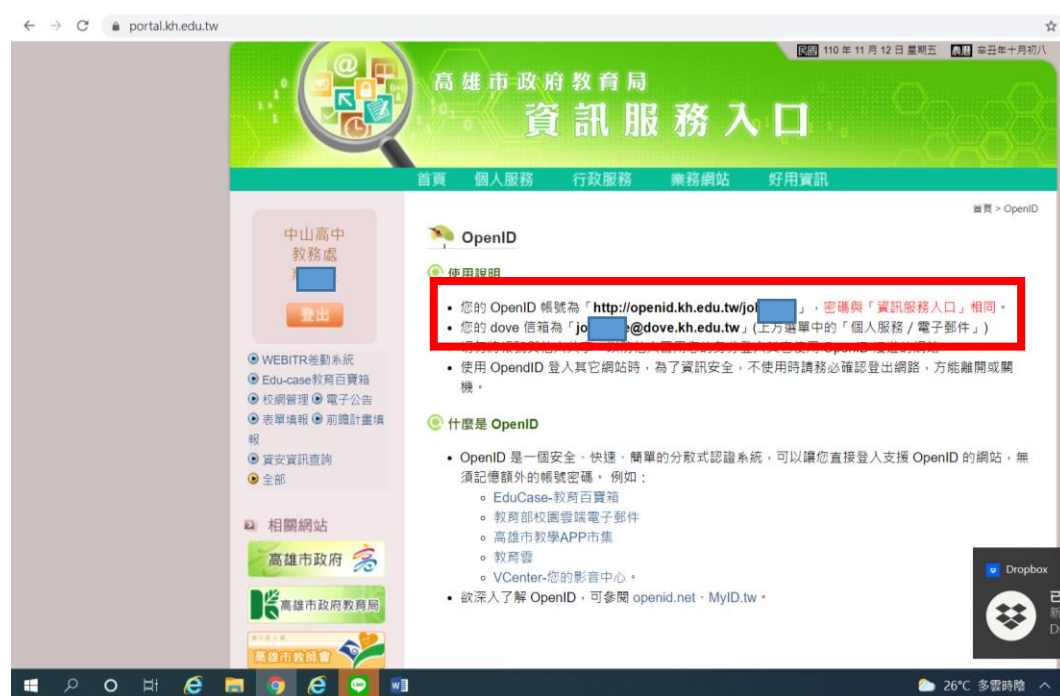 portal.kh.edu.tw
民國 110 年 11 月 12 日 星期五 農曆 辛丑年十月初八
高雄市政府教育局
資訊服務入口
首頁 個人服務 行政服務 業務網站 好用資訊
首頁 > OpenID
中山高中
教務處
登出
WEBITR差勤系統
Edu-case教育百寶箱
校網管理 電子公告
表單填報 前瞻計畫填
報
資安資訊查詢
全部
相關網站
高雄市政府
高雄市政府教育局
高雄市教師會
OpenID
使用說明
您的 OpenID 帳號為「http://openid.kh.edu.tw/jo 」,密碼與「資訊服務入口」相同。
您的 dove 信箱為「jo e@dove.kh.edu.tw」(上方選單中的「個人服務 / 電子郵件」)
使用 OpendID 登入其它網站時,為了資訊安全,不使用時請務必確認登出網路,方能離開或關
機。
什麼是 OpenID
OpenID 是一個安全、快速、簡單的分散式認證系統,可以讓您直接登入支援 OpenID 的網站,無
須記憶額外的帳號密碼。 例如:
EduCase-教育百寶箱
教育部校園雲端電子郵件
高雄市教學APP市集
教育雲
VCenter-您的影音中心。
欲深入了解 OpenID,可參閱 openid.net、MyID.tw。
Dropbox
26°C 多雲時陰